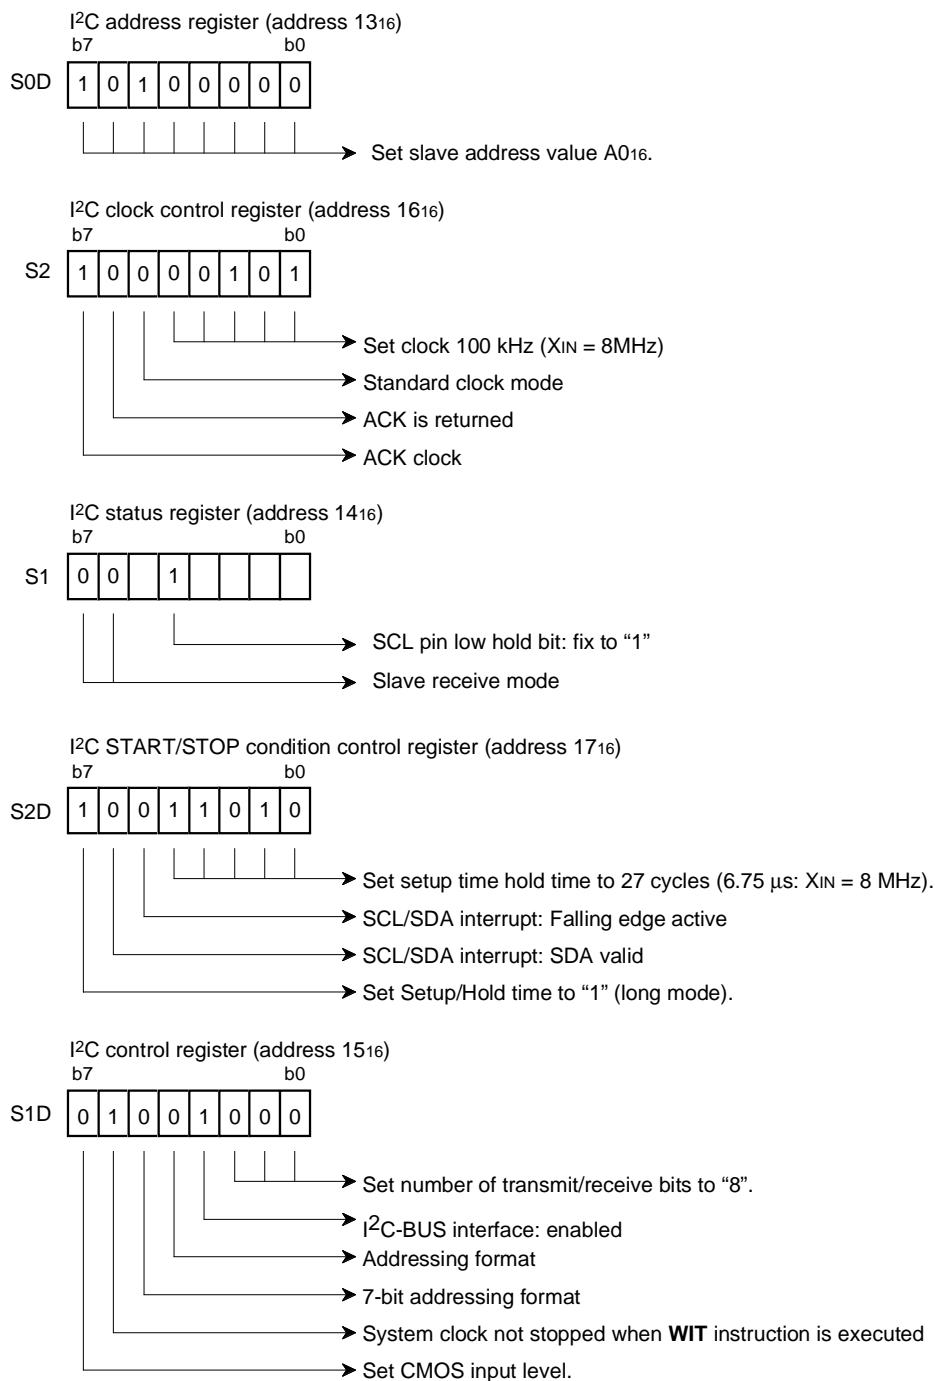 I2C address register (address 1316)
b7 b0
S0D 1 0 1 0 0 0 0 0
Set slave address value A016.
I2C clock control register (address 1616)
b7 b0
S2 1 0 0 0 0 1 0 1
Set clock 100 kHz (XIN = 8MHz)
Standard clock mode
ACK is returned
ACK clock
I2C status register (address 1416)
b7 b0
S1 0 0 1
SCL pin low hold bit: fix to “1”
Slave receive mode
I2C START/STOP condition control register (address 1716)
b7 b0
S2D 1 0 0 1 1 0 1 0
Set setup time hold time to 27 cycles (6.75 μs: XIN = 8 MHz).
SCL/SDA interrupt: Falling edge active
SCL/SDA interrupt: SDA valid
Set Setup/Hold time to “1” (long mode).
I2C control register (address 1516)
b7 b0
S1D 0 1 0 0 1 0 0 0
Set number of transmit/receive bits to “8”.
I2C-BUS interface: enabled
Addressing format
7-bit addressing format
System clock not stopped when WIT instruction is executed
Set CMOS input level.